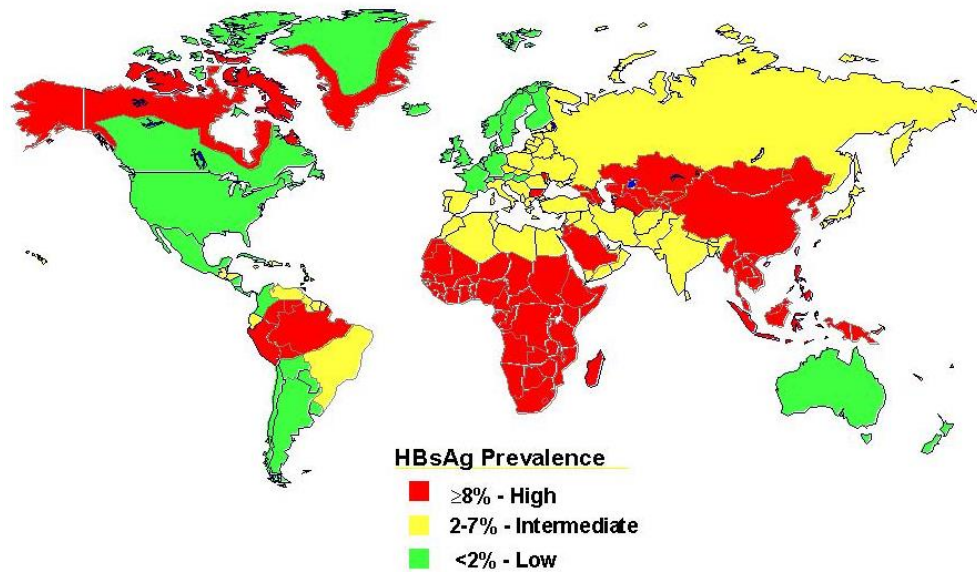 HBsAg Prevalence
≥8% - High
2-7% - Intermediate
<2% - Low